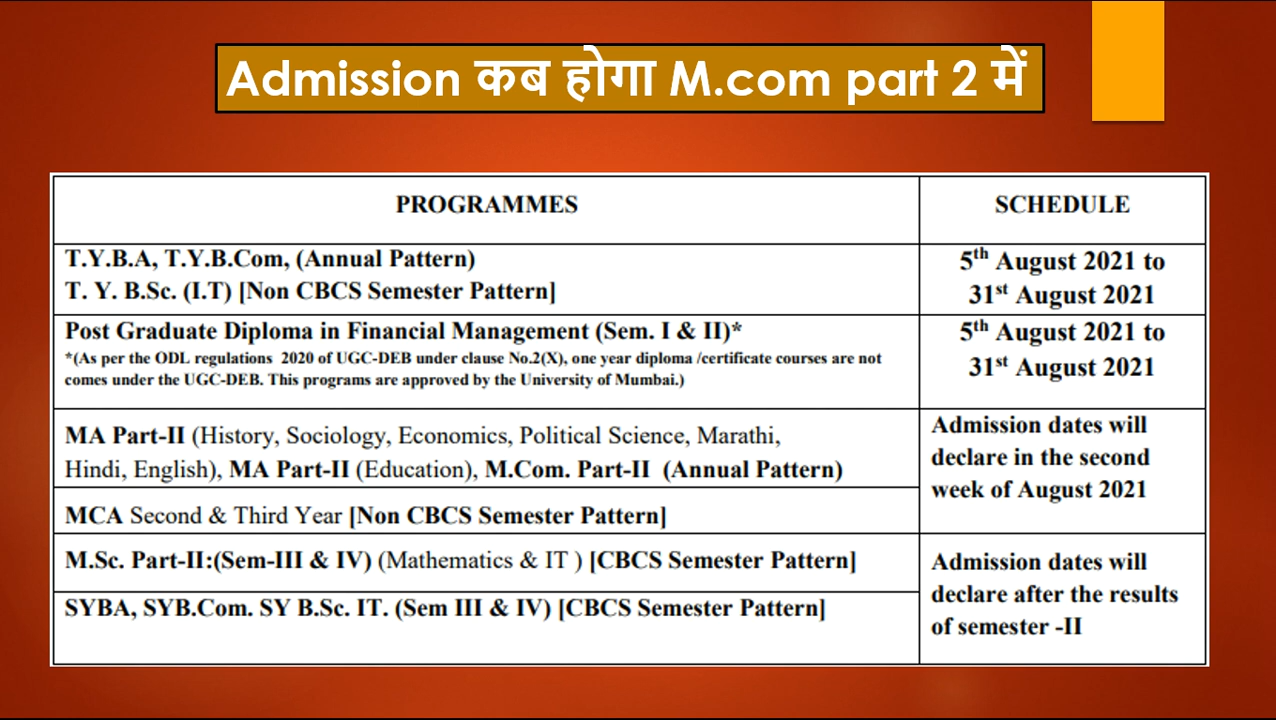 Admission कब होगा M.com part 2 में
PROGRAMMES
SCHEDULE
T.Y.B.A, T.Y.B.Com, (Annual Pattern)
T. Y. B.Sc. (I.T) [Non CBCS Semester Pattern]
5th August 2021 to
31st August 2021
Post Graduate Diploma in Financial Management (Sem. I & II)*
*(As per the ODL regulations 2020 of UGC-DEB under clause No.2(X), one year diploma /certificate courses are not
comes under the UGC-DEB. This programs are approved by the University of Mumbai.)
5th August 2021 to
31st August 2021
MA Part-II (History, Sociology, Economics, Political Science, Marathi,
Hindi, English), MA Part-II (Education), M.Com. Part-II (Annual Pattern)
MCA Second & Third Year [Non CBCS Semester Pattern]
Admission dates will
declare in the second
week of August 2021
M.Sc. Part-II:(Sem-III & IV) (Mathematics & IT ) [CBCS Semester Pattern]
SYBA, SYB.Com. SY B.Sc. IT. (Sem III & IV) [CBCS Semester Pattern]
Admission dates will
declare after the results
of semester -II